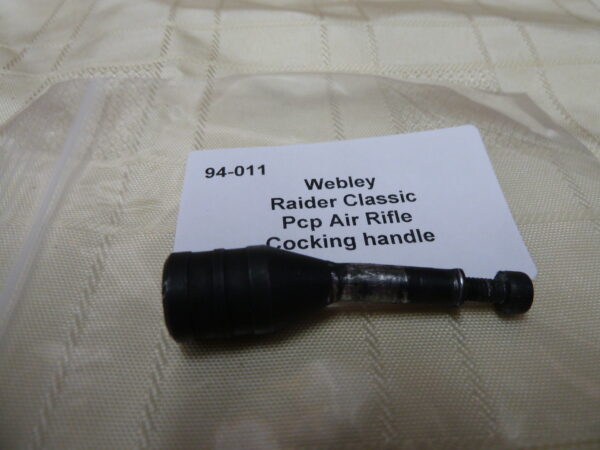 94-011
Webley
Raider Classic
Pcp Air Rifle
Cocking handle